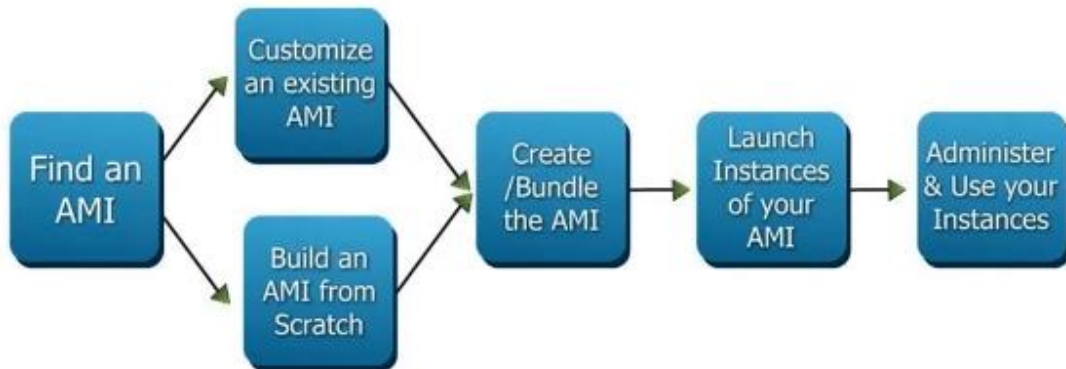 Find an
AMI
Customize
an existing
AMI
Build an
AMI from
Scratch
Create
/Bundle
the AMI
Launch
Instances
of your
AMI
Administer
& Use your
Instances